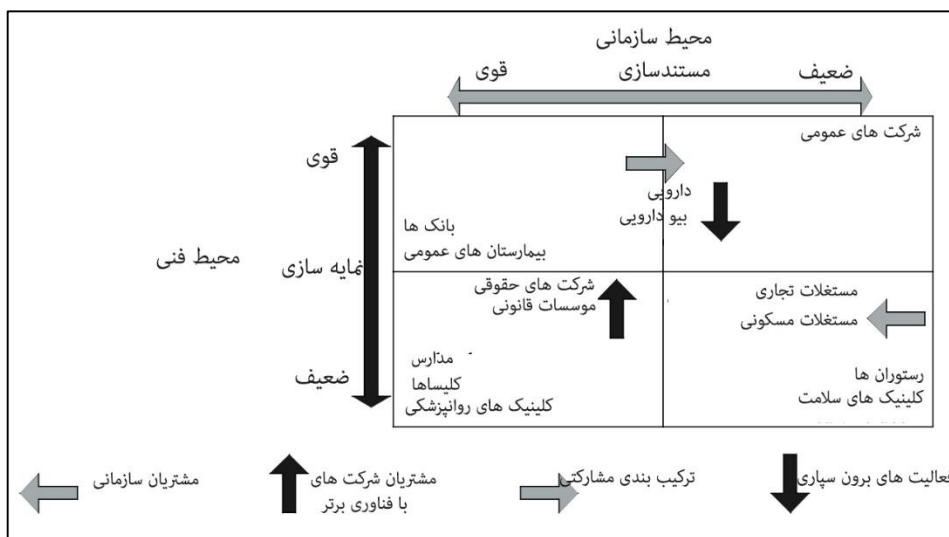 محیط سازمانی
ضعیف مستندسازی قوی
شرکت های عمومی
قوی
دارویی
بیو دارویی
بانک ها
بیمارستان های عمومی
محیط فنی
نمایه سازی
شرکت های حقوقی
موسسات قانونی
مستغلات تجاری
مستغلات مسکونی
ضعیف
مدارس
کلیساها
کلینیک های روانپزشکی
رستوران ها
کلینیک های سلامت
فعالیت های برون سپاری
ترکیب بندی مشارکتی
مشتریان شرکت های
با فناوری برتر
مشتریان سازمانی